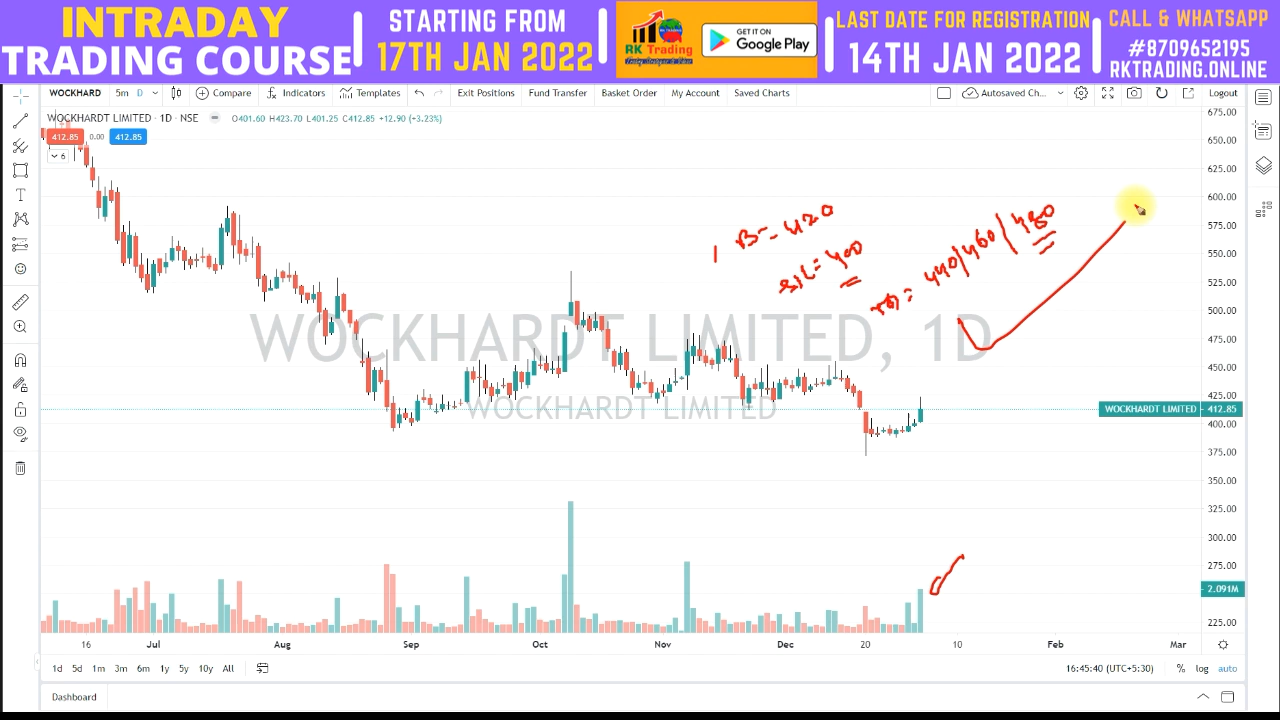 INTRADAY
TRADING COURSE
STARTING FROM
17TH JAN 2022
RK Trading
GET IT ON
Google Play
LAST DATE FOR REGISTRATION
14TH JAN 2022
CALL & WHATSAPP
#8709652195
RKTRADING.ONLINE
WOCKHARD 5m D Compare Indicators Templates Exit Positions Fund Transfer Basket Order My Account Saved Charts Autosaved Ch... Logout
WOCKHARDT LIMITED · 1D · NSE O401.60 H423.70 L401.25 C412.85 +12.90 (+3.23%)
412.85 0.00 412.85
6
B- 420
S/L = 400
440/460/480
WOCKHARDT LIMITED, 1D
WOCKHARDT LIMITED
675.00
650.00
625.00
600.00
575.00
550.00
525.00
500.00
475.00
450.00
425.00
WOCKHARDT LIMITED 412.85
400.00
375.00
350.00
325.00
300.00
275.00
2.091M
225.00
16 Jul Aug Sep Oct Nov Dec 20 10 Feb Mar
1d 5d 1m 3m 6m 1y 5y 10y All
16:45:40 (UTC+5:30) % log auto
Dashboard